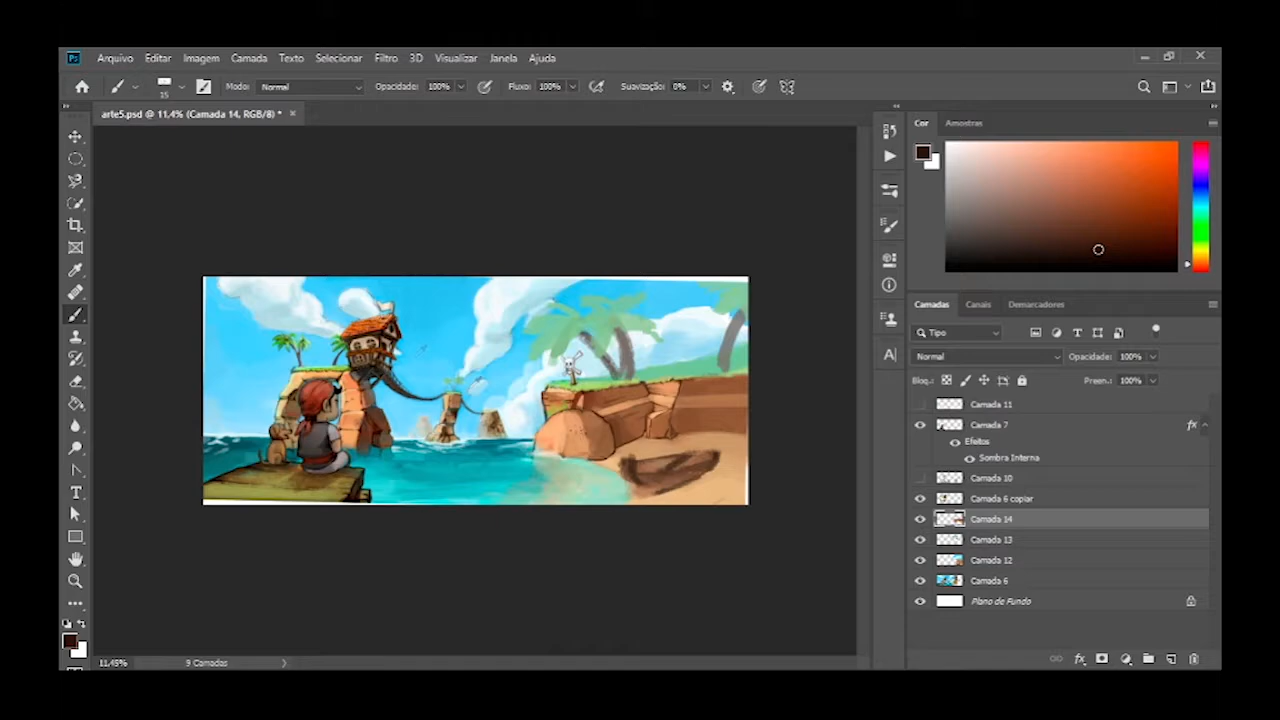 Ps Arquivo Editar Imagem Camada Texto Selecionar Filtro 3D Visualizar Janela Ajuda
15 Modo: Normal Opacidade: 100% Fluxo: 100% Suavização: 0%
arte5.psd @ 11,4% (Camada 14, RGB/8) * ×
Cor Amostras
Camadas Canais Demarcadores
Tipo
Normal Opacidade: 100%
Bloq.: Preen.: 100%
Camada 11
Camada 7 fx
Efeitos
Sombra Interna
Camada 10
Camada 6 copiar
Camada 14
Camada 13
Camada 12
Camada 6
Plano de Fundo
11,45% 9 Camadas